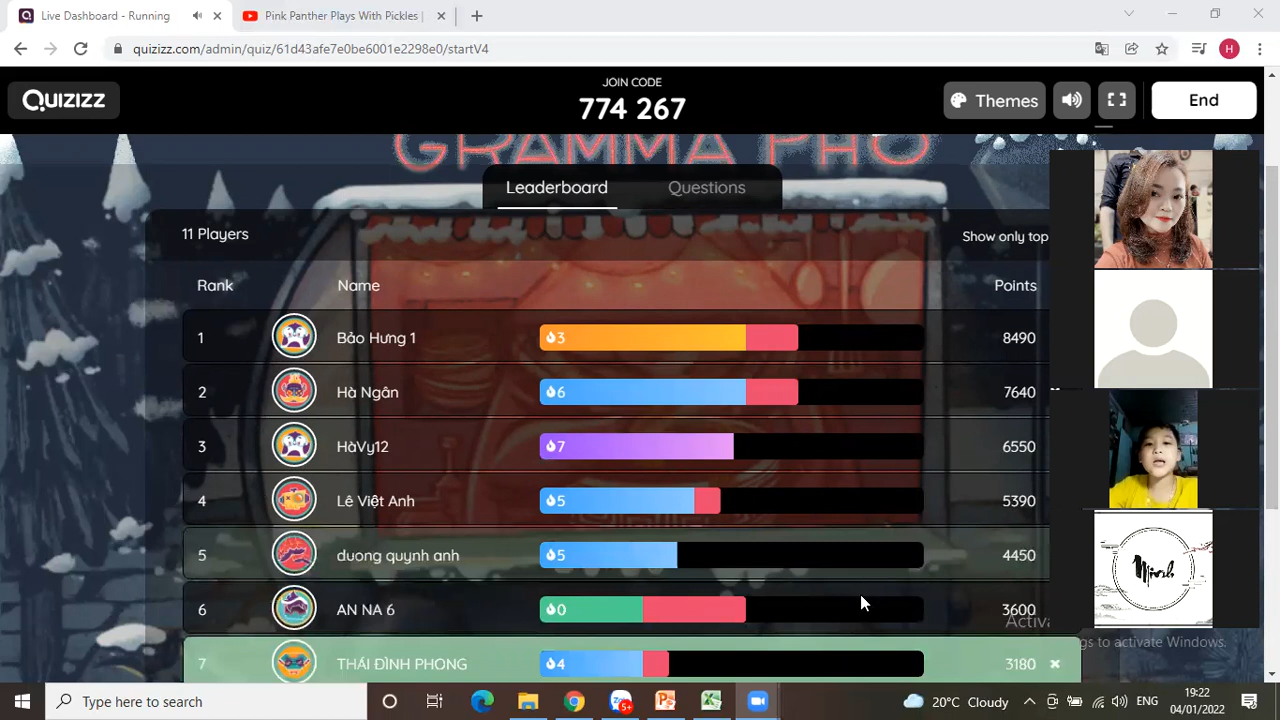 Live Dashboard - Running
Pink Panther Plays With Pickles |
quizizz.com/admin/quiz/61d43afe7e0be6001e2298e0/startV4
H
QUIZIZZ
JOIN CODE
774 267
Themes
End
GRAMMA PHO
Leaderboard Questions
11 Players
Show only top
Rank Name Points
1 Bảo Hưng 1 3 8490
2 Hà Ngân 6 7640
3 HàVy12 7 6550
4 Lê Việt Anh 5 5390
5 duong quynh anh 5 4450
6 AN NA 6 0 3600
7 THÁI ĐÌNH PHONG 4 3180
Minh
Activa
gs to activate Windows.
Type here to search
Zalo
5+
20°C Cloudy
ENG
19:22
04/01/2022